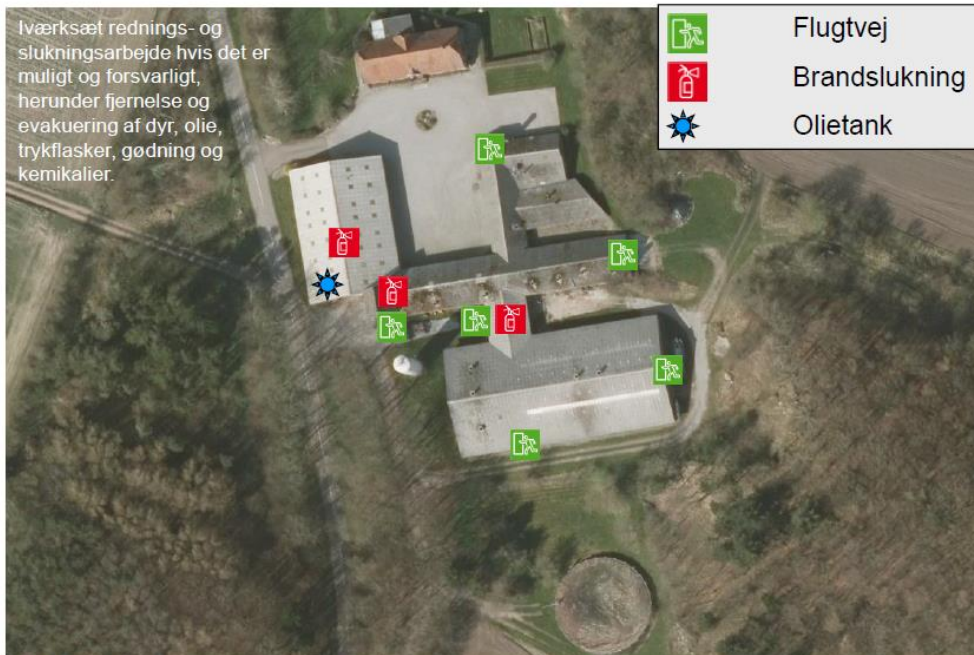 Iværksæt rednings- og
slukningsarbejde hvis det er
muligt og forsvarligt,
herunder fjernelse og
evakuering af dyr, olie,
trykflasker, gødning og
kemikalier.
Flugtvej
Brandslukning
Olietank